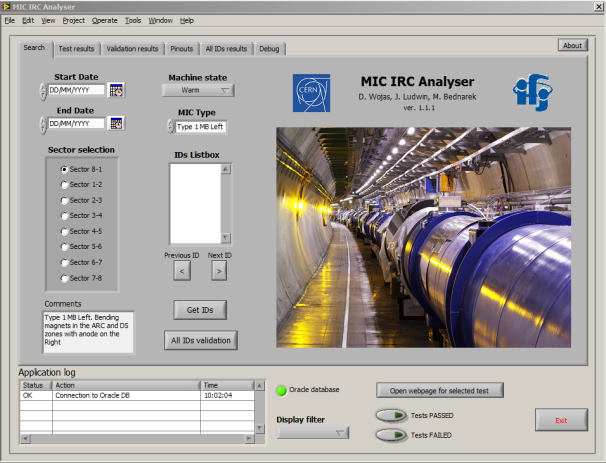 MIC IRC Analyser
File Edit View Project Operate Tools Window Help
Search Test results Validation results Pinouts All IDs results Debug
About
Start Date
DD/MM/YYYY
End Date
DD/MM/YYYY
Machine state
Warm
MIC Type
Type 1 MB Left
Sector selection
Sector 8-1
Sector 1-2
Sector 2-3
Sector 3-4
Sector 4-5
Sector 5-6
Sector 6-7
Sector 7-8
IDs Listbox
Previous ID Next ID
< >
Get IDs
All IDs validation
Comments
Type 1 MB Left. Bending
magnets in the ARC and DS
zones with anode on the
Right
CERN
MIC IRC Analyser
D. Wojas, J. Ludwin, M. Bednarek
ver. 1.1.1
ifj
Application log
Status Action Time
OK Connection to Oracle DB 10:02:04
Oracle database
Display filter
Open webpage for selected test
Tests PASSED
Tests FAILED
Exit